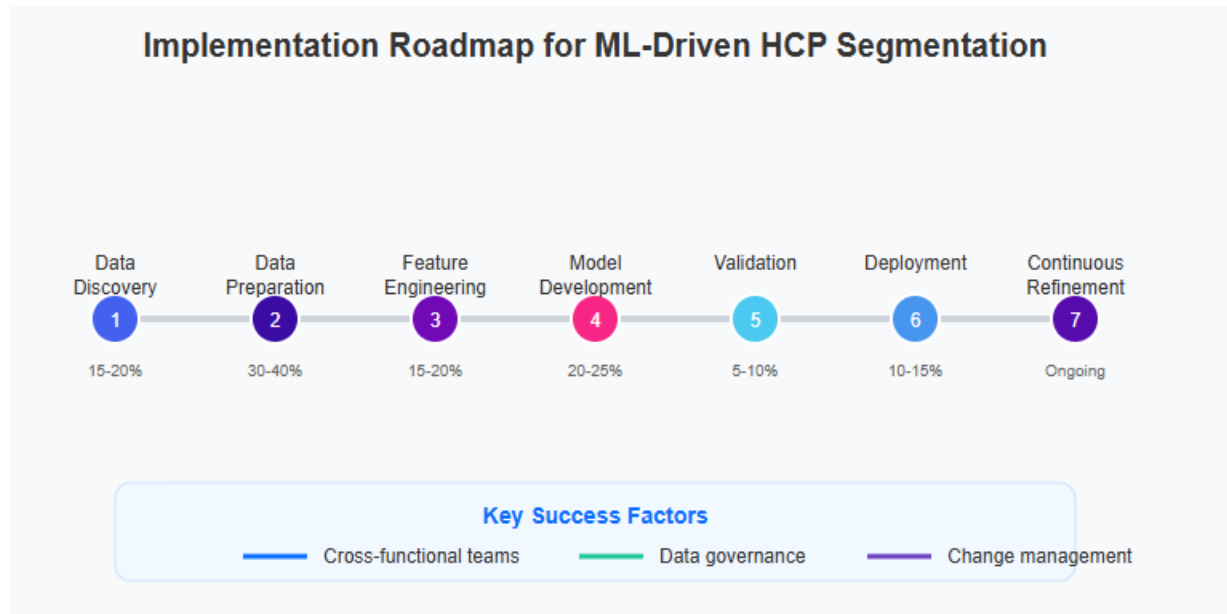 Implementation Roadmap for ML-Driven HCP Segmentation
Data
Discovery
Data
Preparation
Feature
Engineering
Model
Development
Validation
Deployment
Continuous
Refinement
1
2
3
4
5
6
7
15-20%
30-40%
15-20%
20-25%
5-10%
10-15%
Ongoing
Key Success Factors
Cross-functional teams
Data governance
Change management